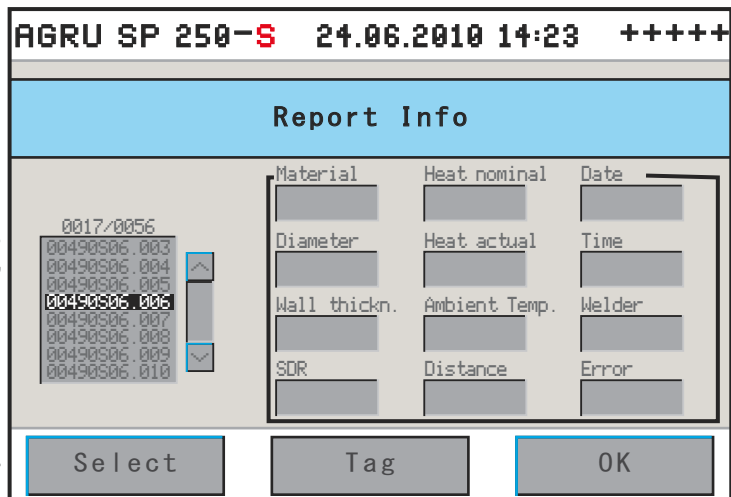 AGRU SP 250-S 24.06.2010 14:23 +++++
Report Info
0017/0056
00490S06.003
00490S06.004
00490S06.005
00490S06.006
00490S06.007
00490S06.008
00490S06.009
00490S06.010
Material Heat nominal Date
Diameter Heat actual Time
Wall thickn. Ambient Temp. Welder
SDR Distance Error
Select Tag OK